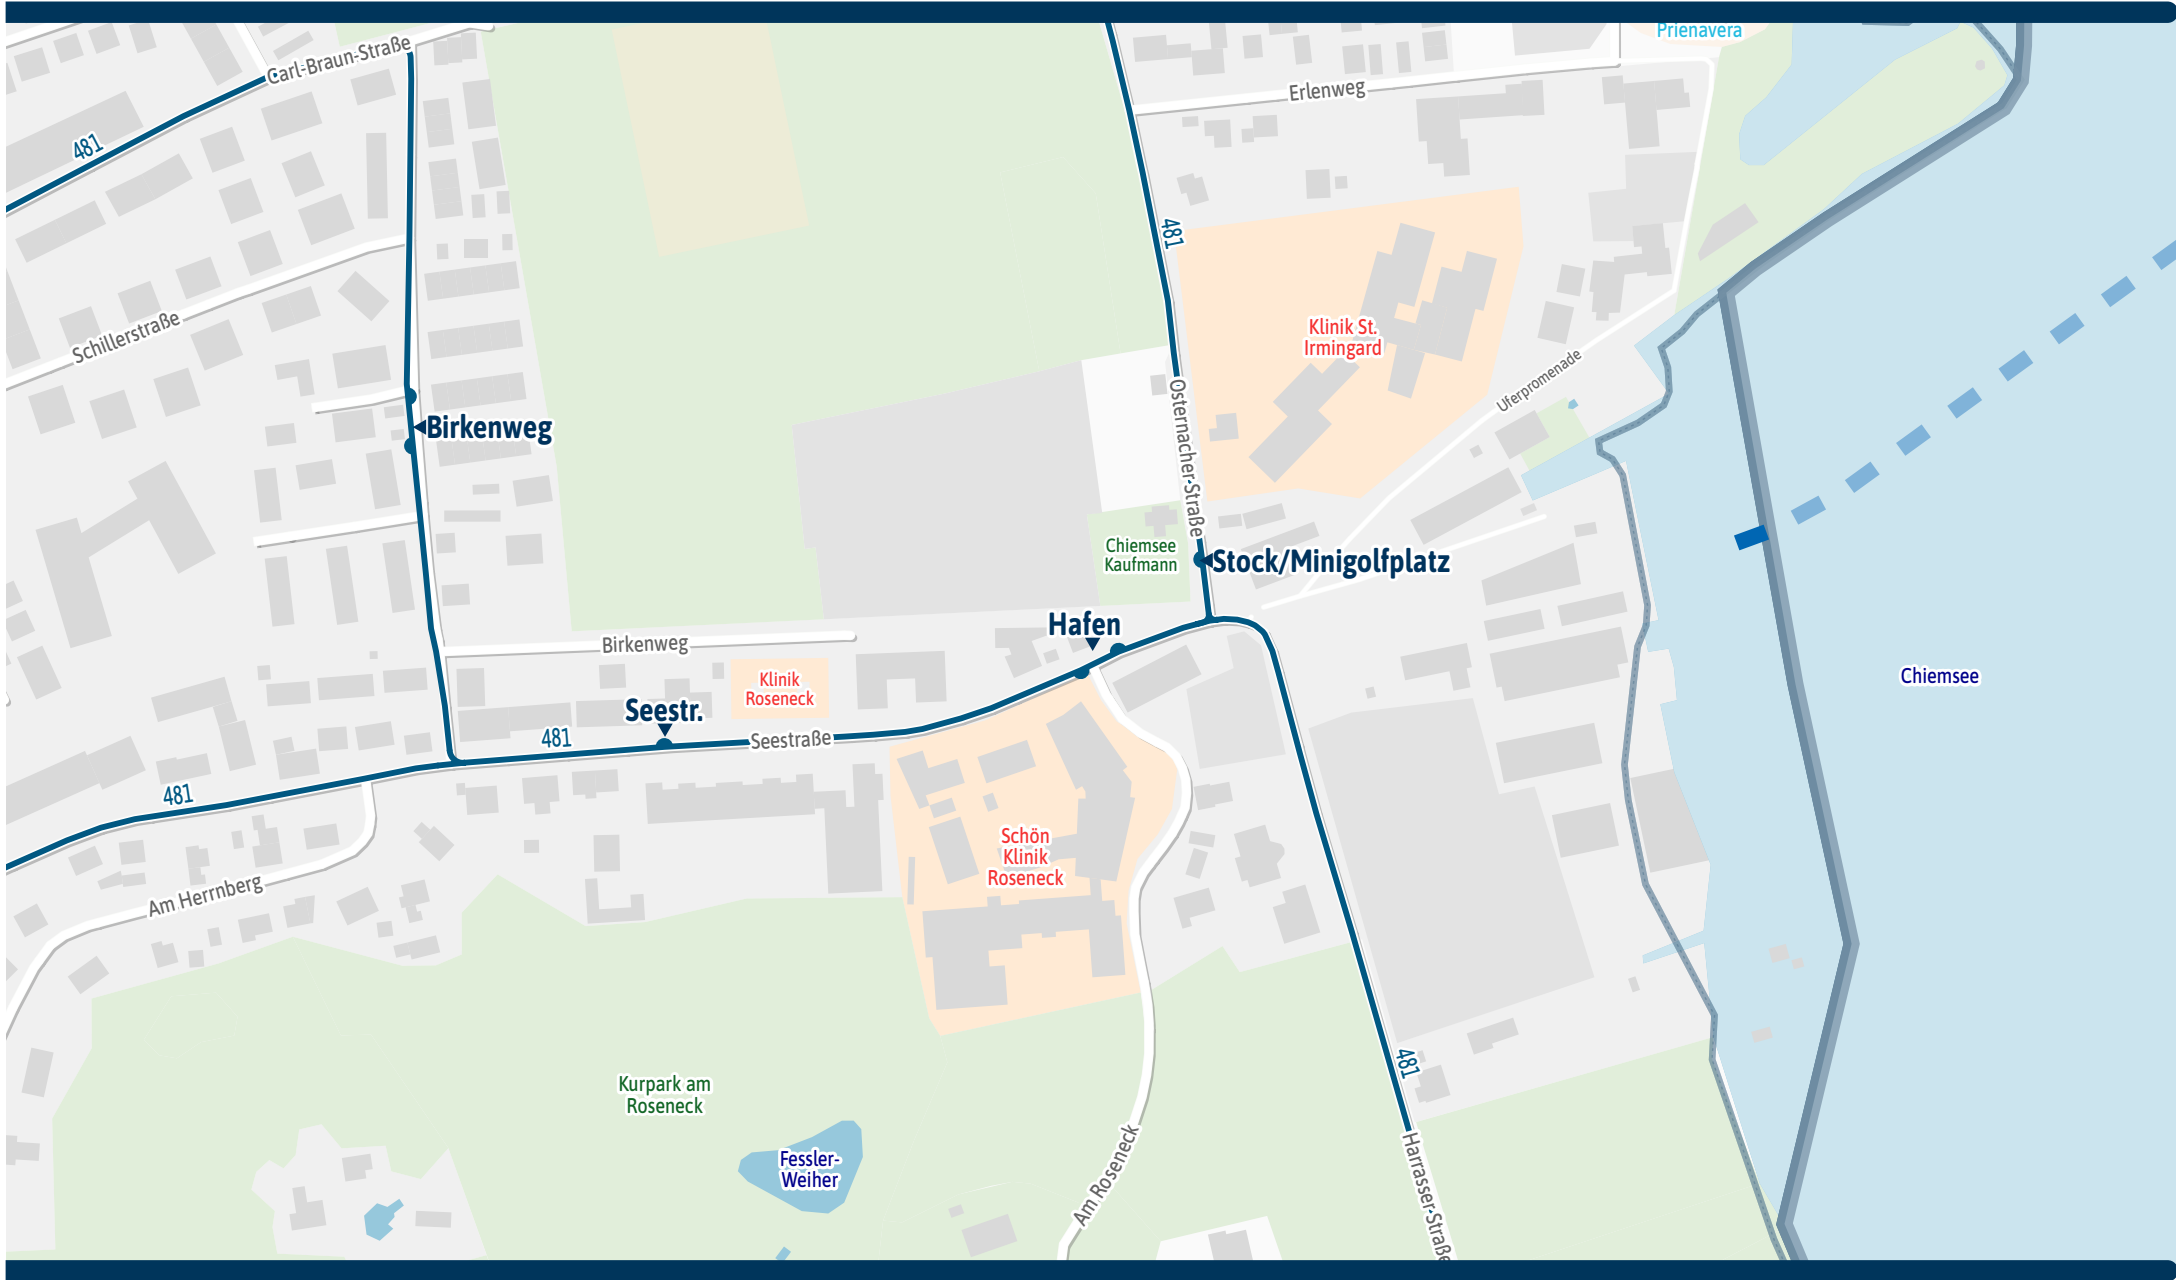 Prienavera
Carl-Braun-Straße
Erlenweg
481
481
Schillerstraße
Klinik St.
Irmingard
Uferpromenade
Osternacher Straße
Birkenweg
Chiemsee
Kaufmann
Stock/Minigolfplatz
Hafen
Birkenweg
Klinik
Roseneck
Chiemsee
Seestr.
481
Seestraße
481
Schön
Klinik
Roseneck
Am Herrnberg
481
Kurpark am
Roseneck
Fessler-
Weiher
Am Roseneck
Harrasser Straße